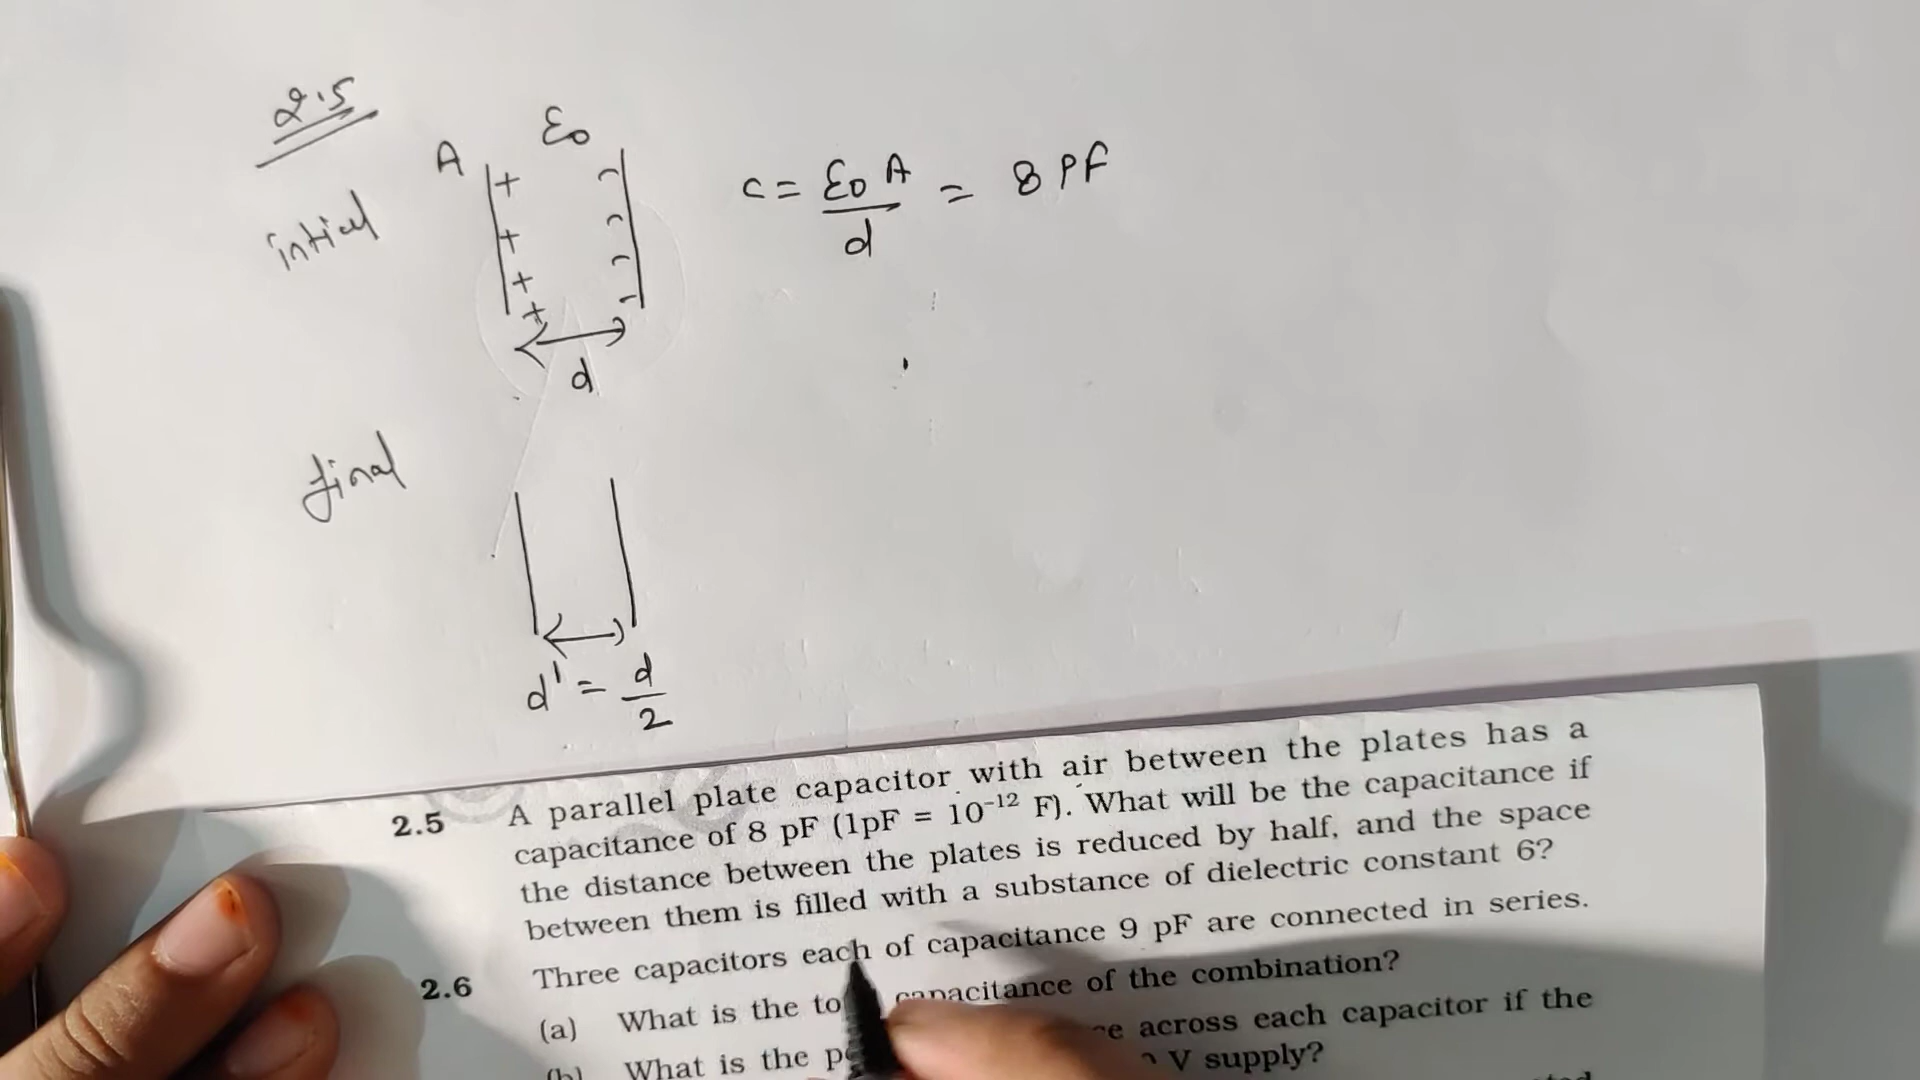 2.5
A ε0
intial
+ + + +
- - - -
C = ε0 A / d = 8 PF
d
final
d' = d / 2
2.5 A parallel plate capacitor with air between the plates has a
capacitance of 8 pF (1pF = 10⁻¹² F). What will be the capacitance if
the distance between the plates is reduced by half, and the space
between them is filled with a substance of dielectric constant 6?
2.6 Three capacitors each of capacitance 9 pF are connected in series.
(a) What is the capacitance of the combination?
(b) What is the across each capacitor if the
V supply?